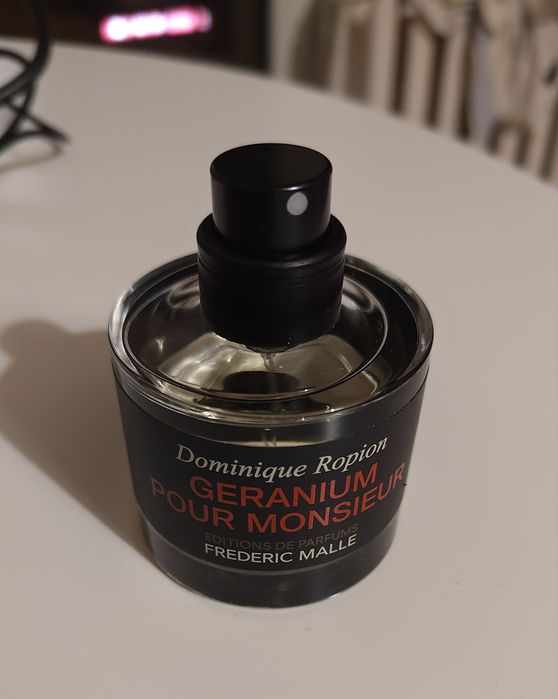 Dominique Ropion
GERANIUM
POUR MONSIEUR
EDITIONS DE PARFUMS
FREDERIC MALLE